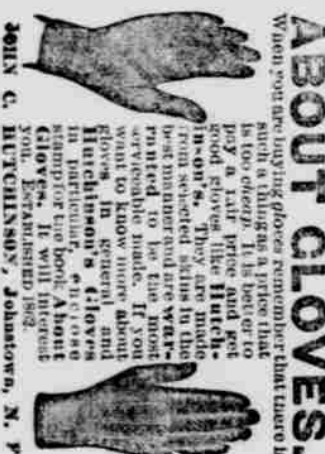 ABOUT GLOVES.
When you are buying gloves remember that there is
such a thing as a price that
is too cheap. It is better to
pay a fair price and get
good gloves like Hutch-
inson's. They are made
from selected skins in the
best manner and are war-
ranted to be the most
serviceable made. If you
want to know more about
gloves in general, and
Hutchinson's Gloves
in particular, enclose
stamp for the book About
Gloves. It will interest
you. ESTABLISHED 1862.
JOHN C. HUTCHINSON, Johnstown, N. Y